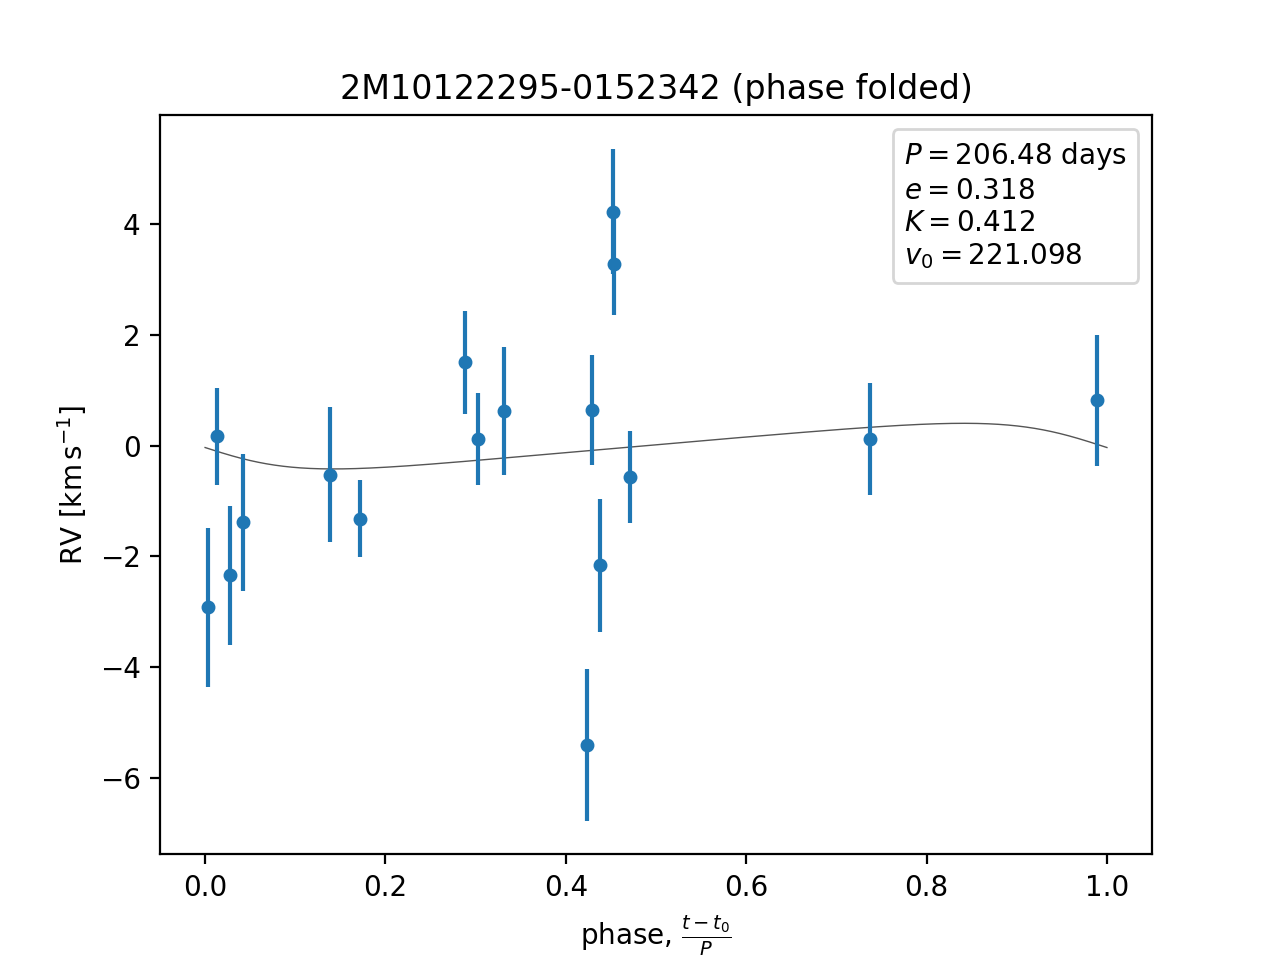 2M10122295-0152342 (phase folded)
P = 206.48 days
e = 0.318
K = 0.412
v₀ = 221.098
RV [km s⁻¹]
4
2
0
−2
−4
−6
0.0 0.2 0.4 0.6 0.8 1.0
phase, (t − t₀)/P